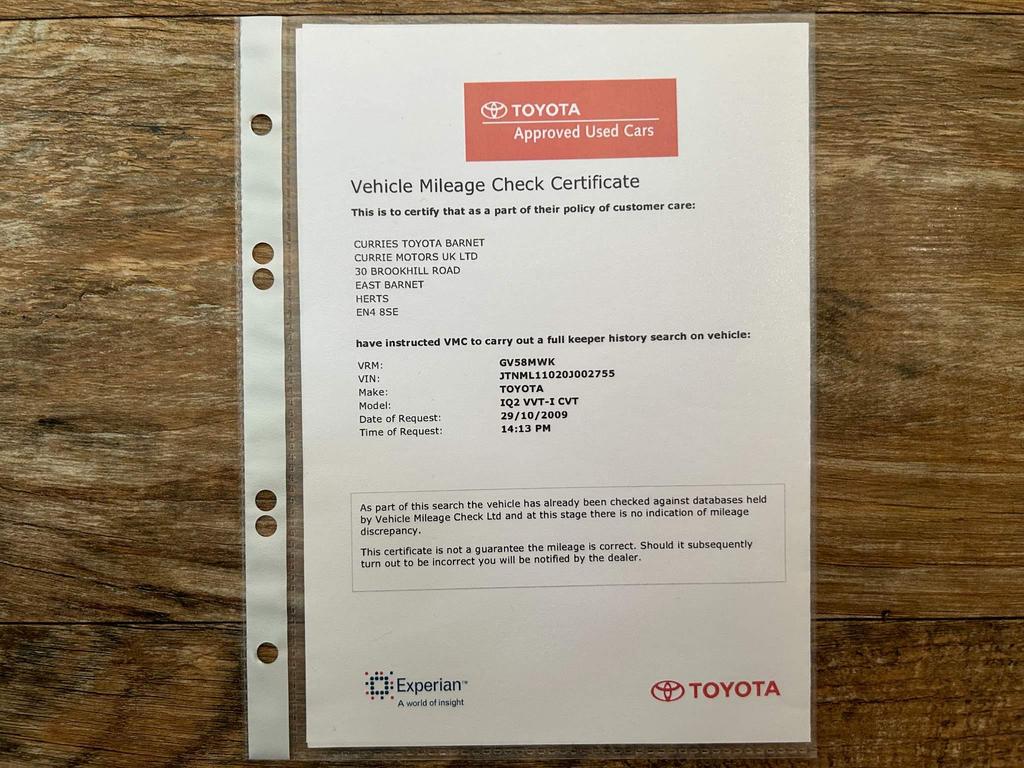 TOYOTA
Approved Used Cars
Vehicle Mileage Check Certificate
This is to certify that as a part of their policy of customer care:
CURRIES TOYOTA BARNET
CURRIE MOTORS UK LTD
30 BROOKHILL ROAD
EAST BARNET
HERTS
EN4 8SE
have instructed VMC to carry out a full keeper history search on vehicle:
VRM: GV58MWK
VIN: JTNML11020J002755
Make: TOYOTA
Model: IQ2 VVT-I CVT
Date of Request: 29/10/2009
Time of Request: 14:13 PM
As part of this search the vehicle has already been checked against databases held
by Vehicle Mileage Check Ltd and at this stage there is no indication of mileage
discrepancy.
This certificate is not a guarantee the mileage is correct. Should it subsequently
turn out to be incorrect you will be notified by the dealer.
Experian™
A world of insight
TOYOTA